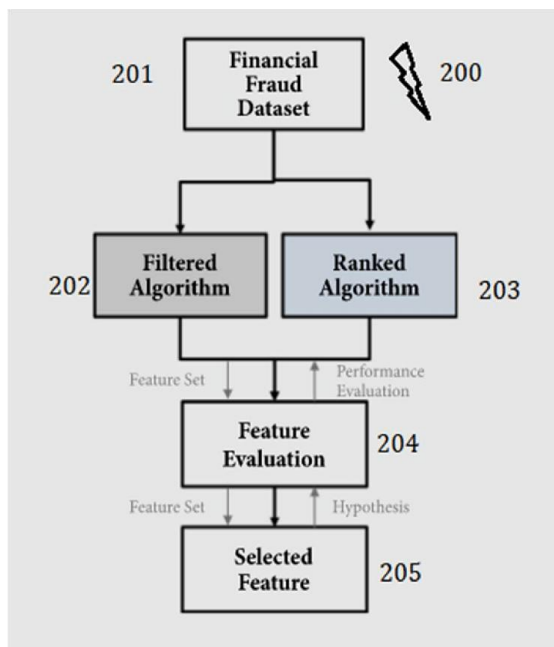 201
Financial
Fraud
Dataset
200
202
Filtered
Algorithm
Ranked
Algorithm
203
Feature Set
Performance
Evaluation
Feature
Evaluation
204
Feature Set
Hypothesis
Selected
Feature
205